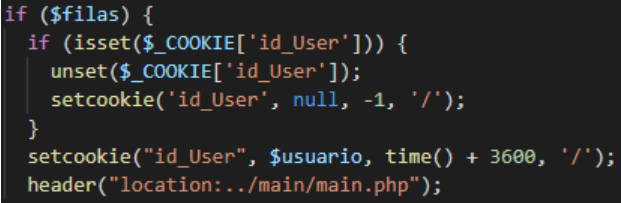 if ($filas) {
if (isset($_COOKIE['id_User'])) {
unset($_COOKIE['id_User']);
setcookie('id_User', null, -1, '/');
}
setcookie("id_User", $usuario, time() + 3600, '/');
header("location:../main/main.php");